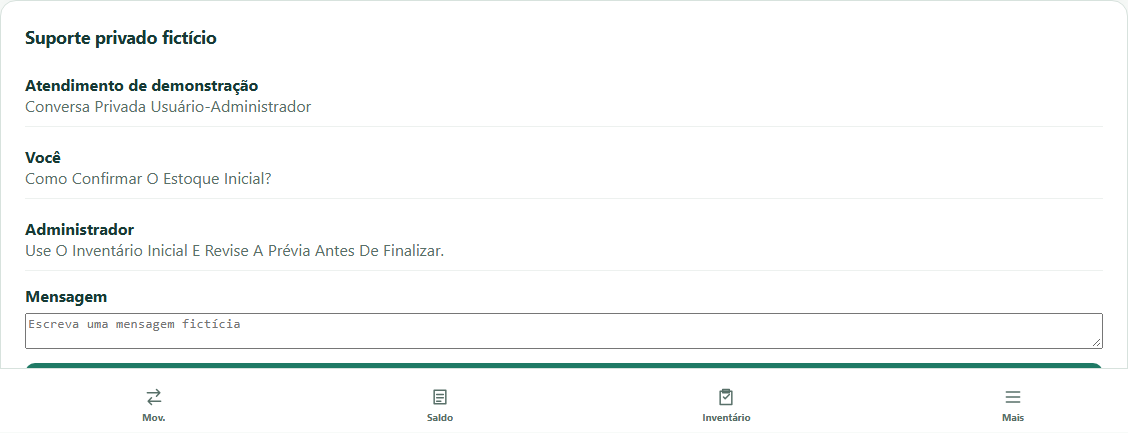 Suporte privado fictício
Atendimento de demonstração
Conversa Privada Usuário-Administrador
Você
Como Confirmar O Estoque Inicial?
Administrador
Use O Inventário Inicial E Revise A Prévia Antes De Finalizar.
Mensagem
Escreva uma mensagem fictícia
Mov.
Saldo
Inventário
Mais